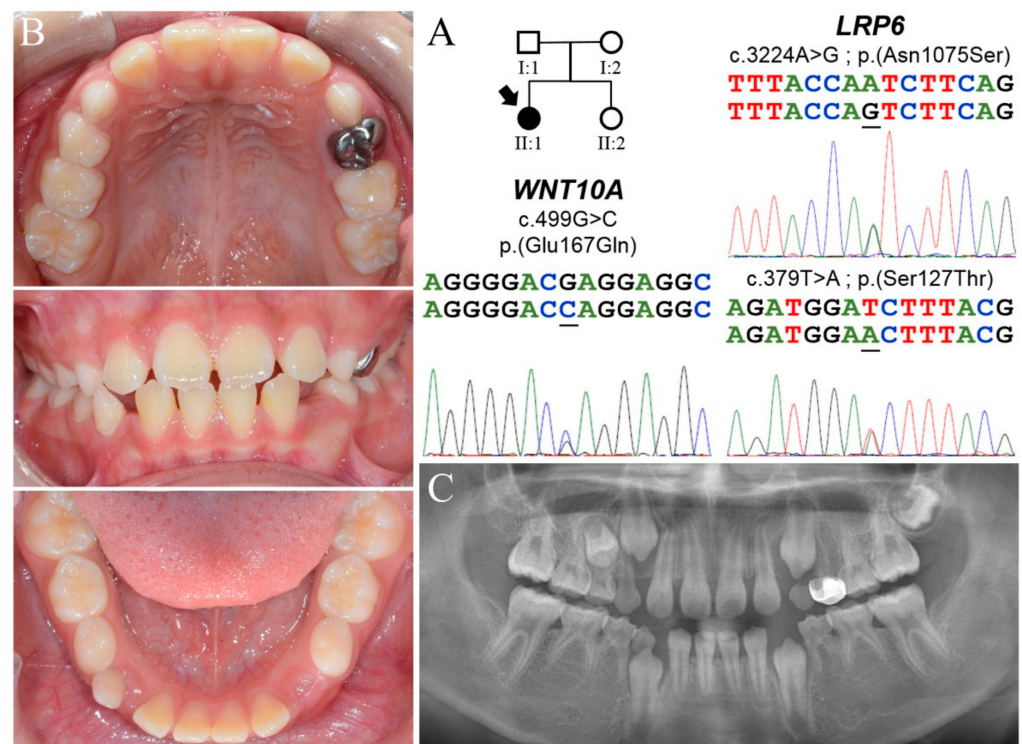 B
A
I:1
I:2
II:1
II:2
WNT10A
c.499G>C
p.(Glu167Gln)
AGGGGACGAGGAGGC
AGGGGACCAGGAGGC
LRP6
c.3224A>G ; p.(Asn1075Ser)
TTTACCAATCTTCAG
TTTACCAGTCTTCAG
c.379T>A ; p.(Ser127Thr)
AGATGGATCTTTACG
AGATGGAACTTTACG
C